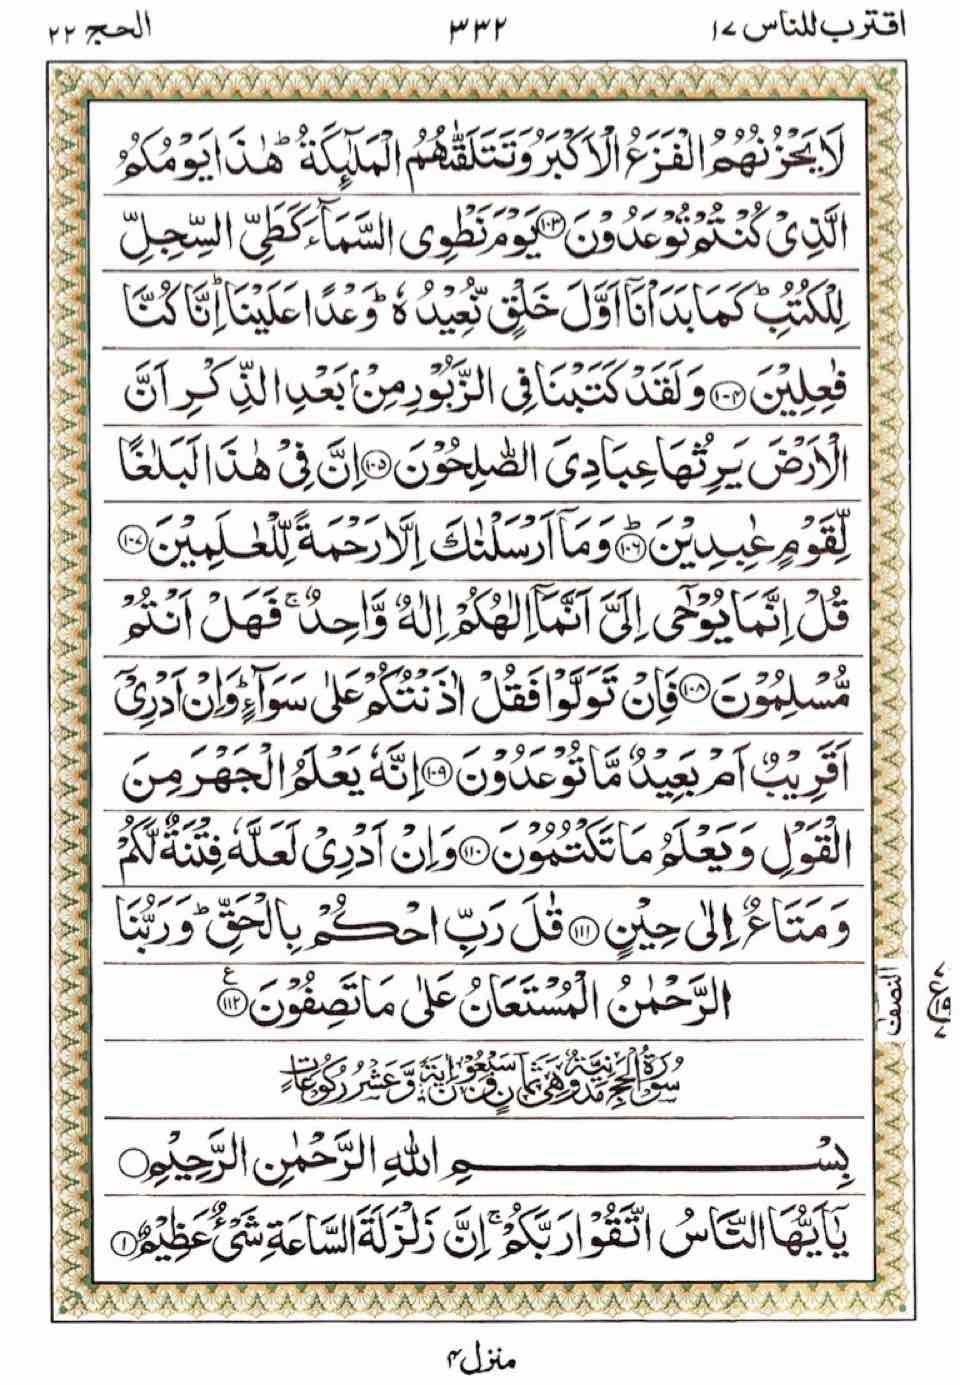 اقترب للناس ١٧
٣٣٢
الحج ٢٢
لَا يَحْزُنُهُمُ الْفَزَعُ الْاَكْبَرُ وَتَتَلَقّٰىهُمُ الْمَلٰٓئِكَةُ ؕ هٰذَا يَوْمُكُمُ
الَّذِیْ كُنْتُمْ تُوْعَدُوْنَ ﴿١٠٣﴾ یَوْمَ نَطْوِی السَّمَآءَ كَطَیِّ السِّجِلِّ
لِلْكُتُبِ ؕ كَمَا بَدَاْنَاۤ اَوَّلَ خَلْقٍ نُّعِیْدُهٗ ؕ وَعْدًا عَلَیْنَا ؕ اِنَّا كُنَّا
فٰعِلِیْنَ ﴿١٠٤﴾ وَلَقَدْ كَتَبْنَا فِی الزَّبُوْرِ مِنْۢ بَعْدِ الذِّكْرِ اَنَّ
الْاَرْضَ یَرِثُهَا عِبَادِیَ الصّٰلِحُوْنَ ﴿١٠٥﴾ اِنَّ فِیْ هٰذَا لَبَلٰغًا
لِّقَوْمٍ عٰبِدِیْنَ ﴿١٠٦﴾ ؕ وَمَاۤ اَرْسَلْنٰكَ اِلَّا رَحْمَةً لِّلْعٰلَمِیْنَ ﴿١٠٧﴾
قُلْ اِنَّمَا یُوْحٰۤی اِلَیَّ اَنَّمَاۤ اِلٰهُكُمْ اِلٰهٌ وَّاحِدٌ ۚ فَهَلْ اَنْتُمْ
مُّسْلِمُوْنَ ﴿١٠٨﴾ فَاِنْ تَوَلَّوْا فَقُلْ اٰذَنْتُكُمْ عَلٰی سَوَآءٍ ؕ وَاِنْ اَدْرِیْۤ
اَقَرِیْبٌ اَمْ بَعِیْدٌ مَّا تُوْعَدُوْنَ ﴿١٠٩﴾ اِنَّهٗ یَعْلَمُ الْجَهْرَ مِنَ
الْقَوْلِ وَیَعْلَمُ مَا تَكْتُمُوْنَ ﴿١١٠﴾ وَاِنْ اَدْرِیْ لَعَلَّهٗ فِتْنَةٌ لَّكُمْ
وَمَتَاعٌ اِلٰی حِیْنٍ ﴿١١١﴾ قٰلَ رَبِّ احْكُمْ بِالْحَقِّ ؕ وَرَبُّنَا
الرَّحْمٰنُ الْمُسْتَعَانُ عَلٰی مَا تَصِفُوْنَ ﴿١١٢﴾ ع
النصف
سُوْرَةُ الْحَجِّ مَدَنِیَّةٌ وَّهِیَ ثَمَانٍ وَّسَبْعُوْنَ اٰیَةً وَّعَشْرُ رُكُوْعَاتٍ
بِسْمِ اللّٰهِ الرَّحْمٰنِ الرَّحِیْمِ
یٰۤاَیُّهَا النَّاسُ اتَّقُوْا رَبَّكُمْ ۚ اِنَّ زَلْزَلَةَ السَّاعَةِ شَیْءٌ عَظِیْمٌ ﴿١﴾
منزل ٤